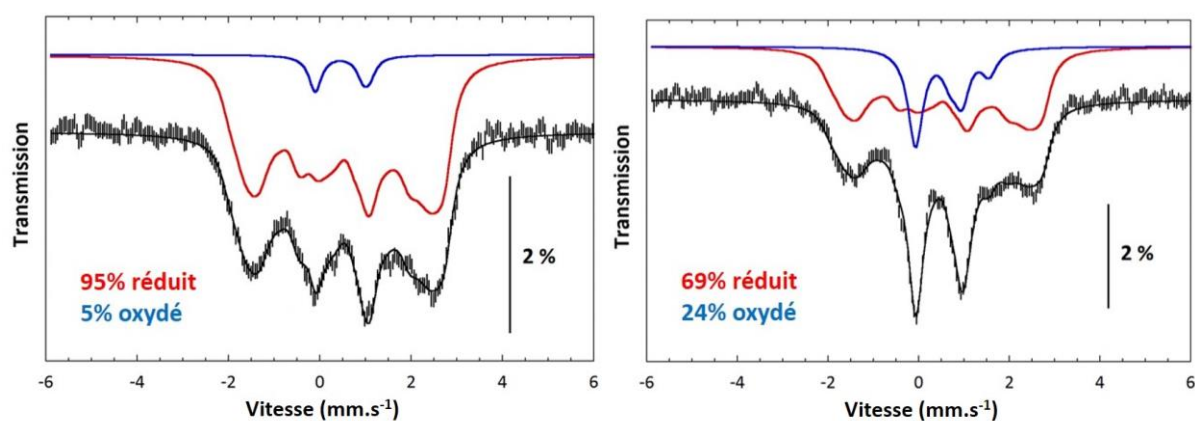 Transmission
2 %
95% réduit
5% oxydé
-6 -4 -2 0 2 4 6
Vitesse (mm.s-1)
Transmission
2 %
69% réduit
24% oxydé
-6 -4 -2 0 2 4 6
Vitesse (mm.s-1)